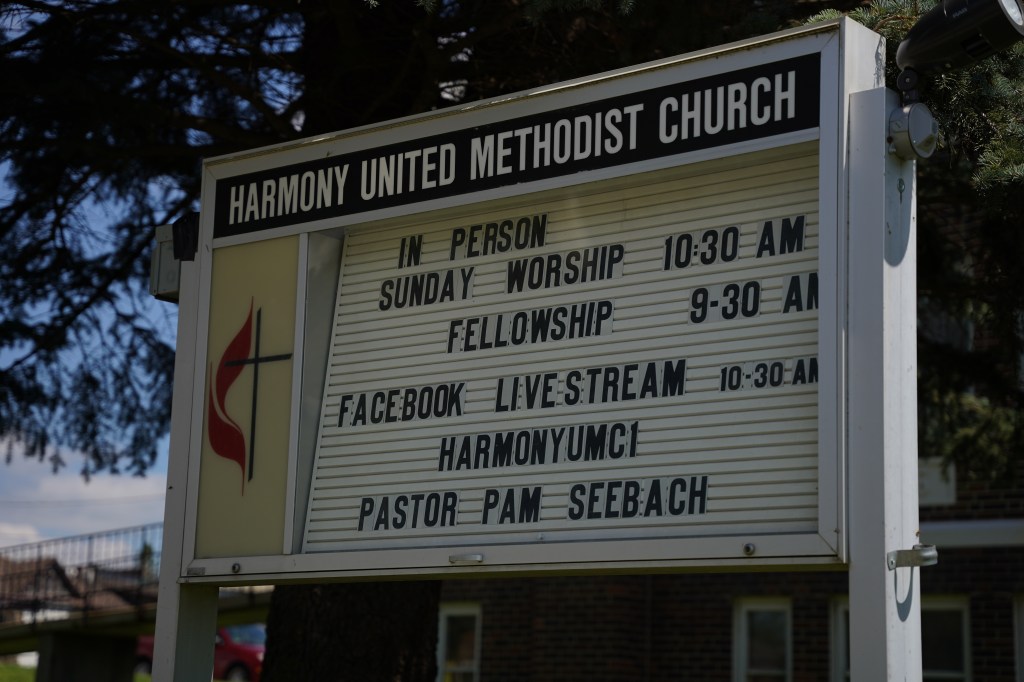 HARMONY UNITED METHODIST CHURCH
IN PERSON
SUNDAY WORSHIP 10:30 AM
FELLOWSHIP 9-30 AM
FACEBOOK LIVESTREAM 10-30 AM
HARMONYUMC1
PASTOR PAM SEEBACH